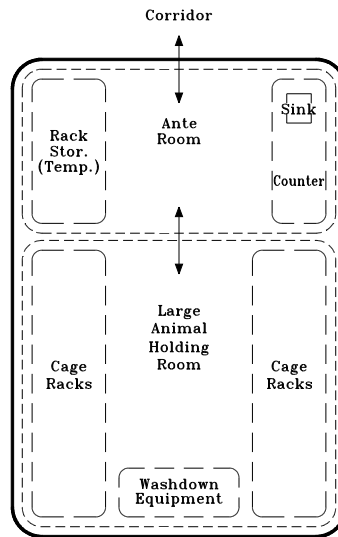 Corridor
Rack
Stor.
(Temp.)
Ante
Room
Sink
Counter
Large
Animal
Holding
Room
Cage
Racks
Cage
Racks
Washdown
Equipment